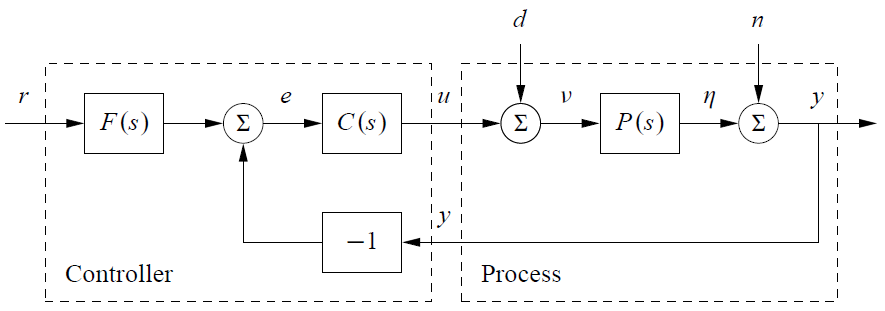 d n
r F(s) Σ e C(s) u Σ ν P(s) η Σ y
−1 y
Controller Process